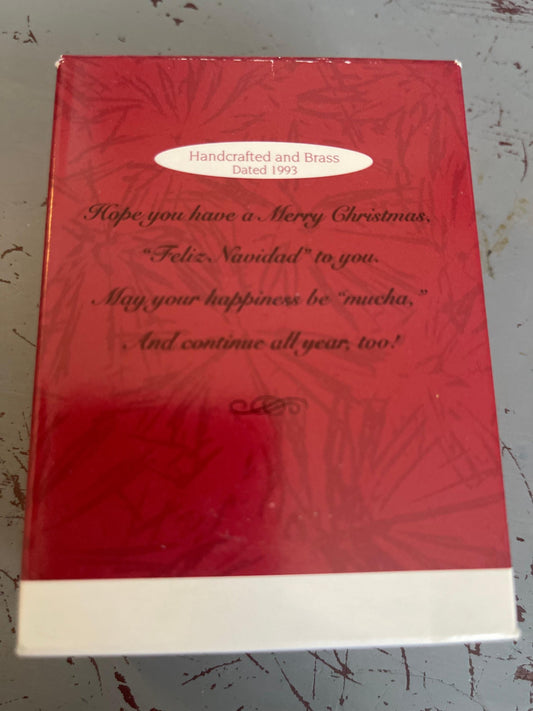 Handcrafted and Brass
Dated 1993
Hope you have a Merry Christmas.
"Feliz Navidad" to you.
May your happiness be "mucha,"
And continue all year, too!